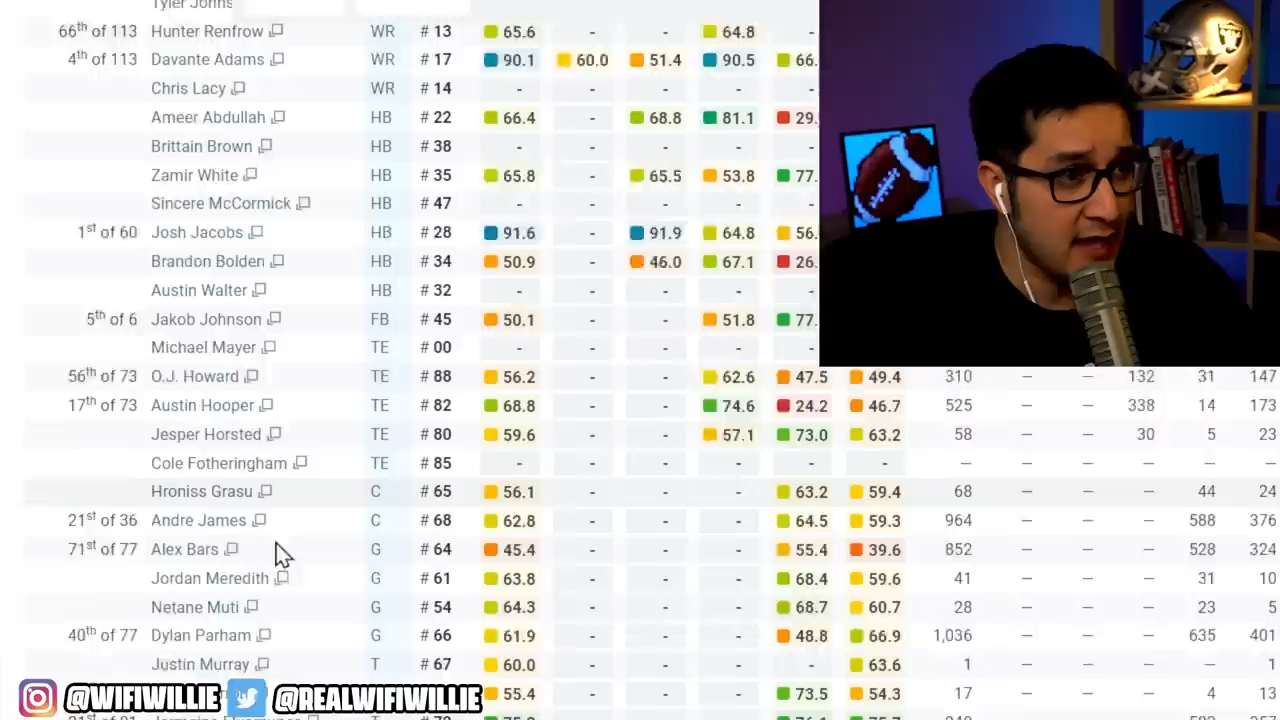 Tyler Johns
66th of 113 Hunter Renfrow WR # 13 65.6 - - 64.8 -
4th of 113 Davante Adams WR # 17 90.1 60.0 51.4 90.5 66.
Chris Lacy WR # 14 - - - - -
Ameer Abdullah HB # 22 66.4 - 68.8 81.1 29.
Brittain Brown HB # 38 - - - - -
Zamir White HB # 35 65.8 - 65.5 53.8 77.
Sincere McCormick HB # 47 - - - - -
1st of 60 Josh Jacobs HB # 28 91.6 - 91.9 64.8 56.
Brandon Bolden HB # 34 50.9 - 46.0 67.1 26.
Austin Walter HB # 32 - - - - -
5th of 6 Jakob Johnson FB # 45 50.1 - - 51.8 77.
Michael Mayer TE # 00 - - - - -
56th of 73 O.J. Howard TE # 88 56.2 - - 62.6 47.5 49.4 310 — — 132 31 147
17th of 73 Austin Hooper TE # 82 68.8 - - 74.6 24.2 46.7 525 — — 338 14 173
Jesper Horsted TE # 80 59.6 - - 57.1 73.0 63.2 58 — — 30 5 23
Cole Fotheringham TE # 85 - - - - - - — — — — — —
Hroniss Grasu C # 65 56.1 - - - 63.2 59.4 68 — — — 44 24
21st of 36 Andre James C # 68 62.8 - - - 64.5 59.3 964 — — — 588 376
71st of 77 Alex Bars G # 64 45.4 - - - 55.4 39.6 852 — — — 528 324
Jordan Meredith G # 61 63.8 - - - 68.4 59.6 41 — — — 31 10
Netane Muti G # 54 64.3 - - - 68.7 60.7 28 — — — 23 5
40th of 77 Dylan Parham G # 66 61.9 - - - 48.8 66.9 1,036 — — — 635 401
Justin Murray T # 67 60.0 - - - - 63.6 1 — — — — 1
@WIFIWILLIE @REALWIFIWILLIE 55.4 - - - 73.5 54.3 17 — — — 4 13